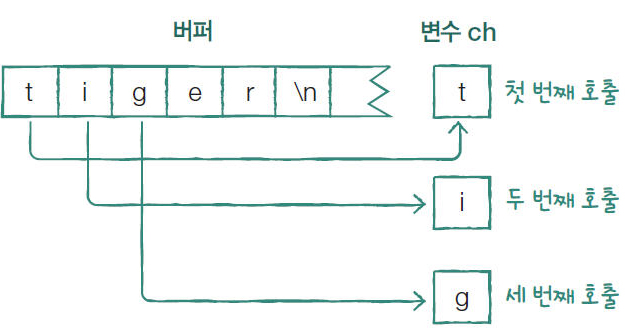 버퍼 변수 ch
t i g e r \n t 첫 번째 호출
i 두 번째 호출
g 세 번째 호출